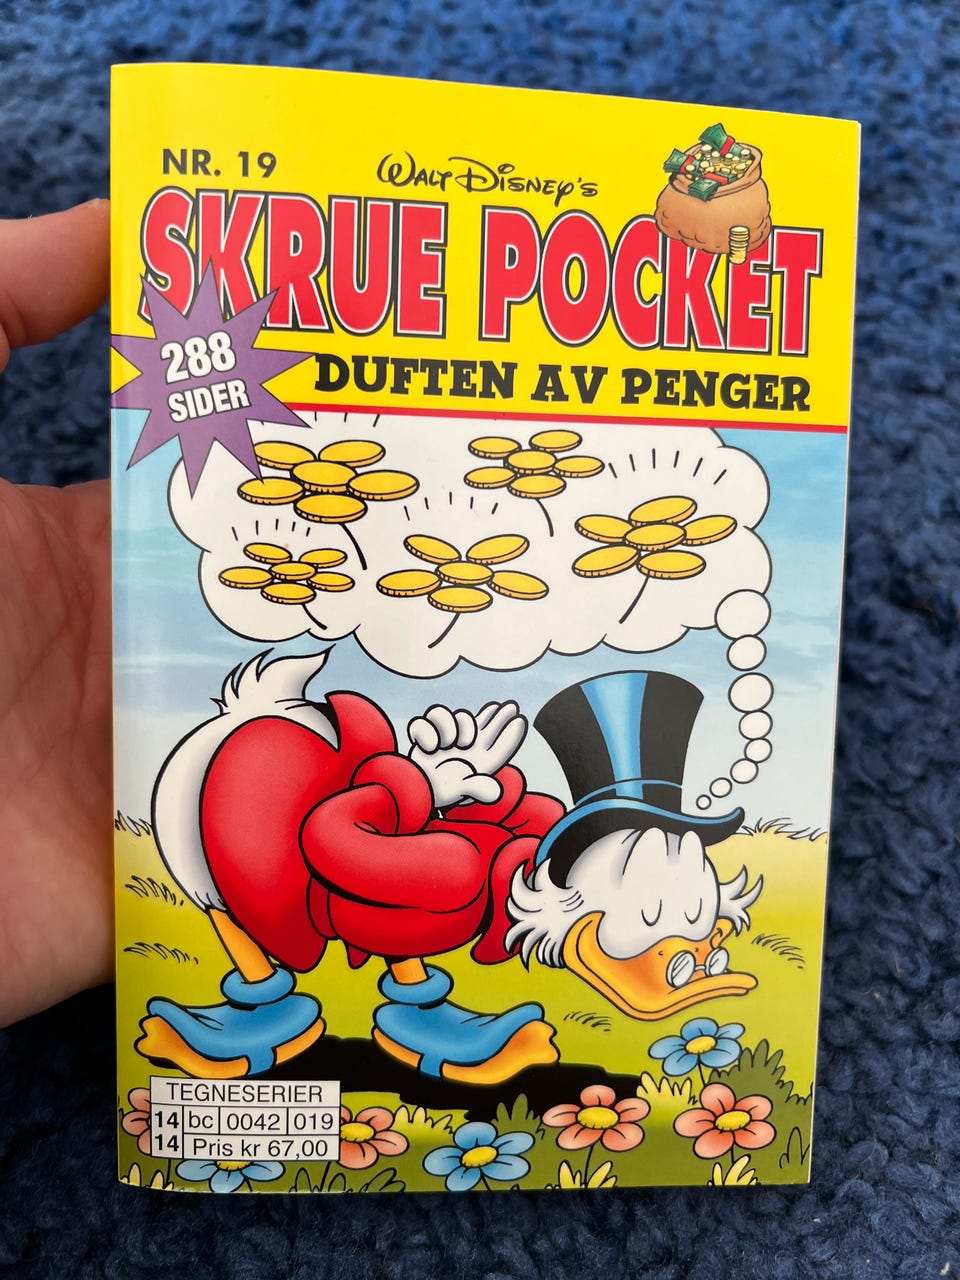 NR. 19
WALT DISNEY'S
SKRUE POCKET
DUFTEN AV PENGER
288
SIDER
TEGNESERIER
14 bc 0042 019
14 Pris kr 67,00